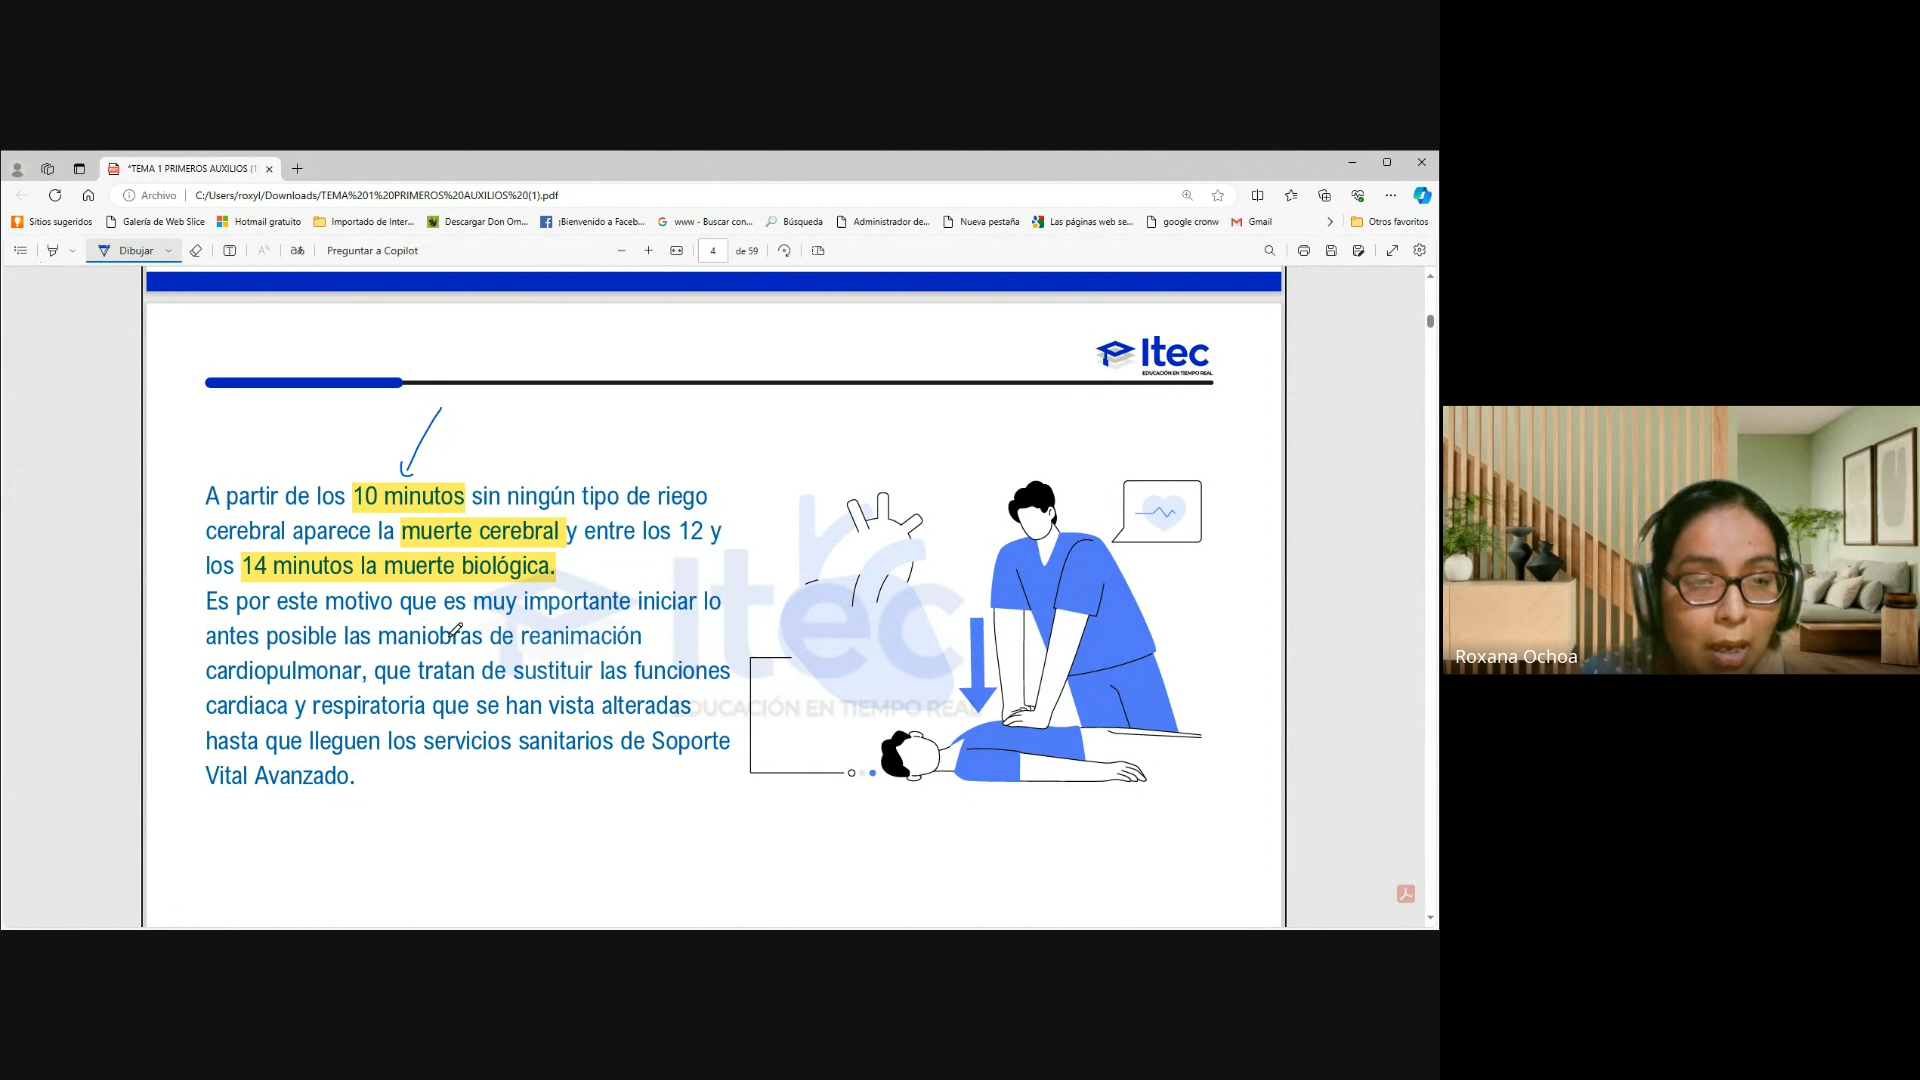 *TEMA 1 PRIMEROS AUXILIOS (1
Archivo
C:/Users/roxyl/Downloads/TEMA%201%20PRIMEROS%20AUXILIOS%20(1).pdf
Sitios sugeridos
Galería de Web Slice
Hotmail gratuito
Importado de Inter...
Descargar Don Om...
¡Bienvenido a Faceb...
www - Buscar con...
Búsqueda
Administrador de...
Nueva pestaña
Las páginas web se...
google cronw
Gmail
Otros favoritos
Dibujar
Preguntar a Copilot
4
de 59
Itec
EDUCACIÓN EN TIEMPO REAL
A partir de los 10 minutos sin ningún tipo de riego
cerebral aparece la muerte cerebral y entre los 12 y
los 14 minutos la muerte biológica.
Es por este motivo que es muy importante iniciar lo
antes posible las maniobras de reanimación
cardiopulmonar, que tratan de sustituir las funciones
cardiaca y respiratoria que se han vista alteradas
hasta que lleguen los servicios sanitarios de Soporte
Vital Avanzado.
Itec
EDUCACIÓN EN TIEMPO REAL
Roxana Ochoa